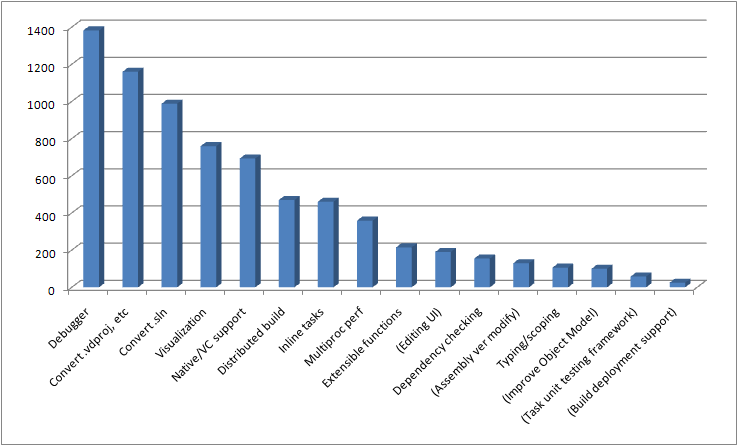 1400
1200
1000
800
600
400
200
0
Debugger
Convert .vdproj, etc
Convert .sln
Visualization
Native/VC support
Distributed build
Inline tasks
Multiproc perf
Extensible functions
(Editing UI)
Dependency checking
(Assembly ver modify)
Typing/scoping
(Improve Object Model)
(Task unit testing framework)
(Build deployment support)